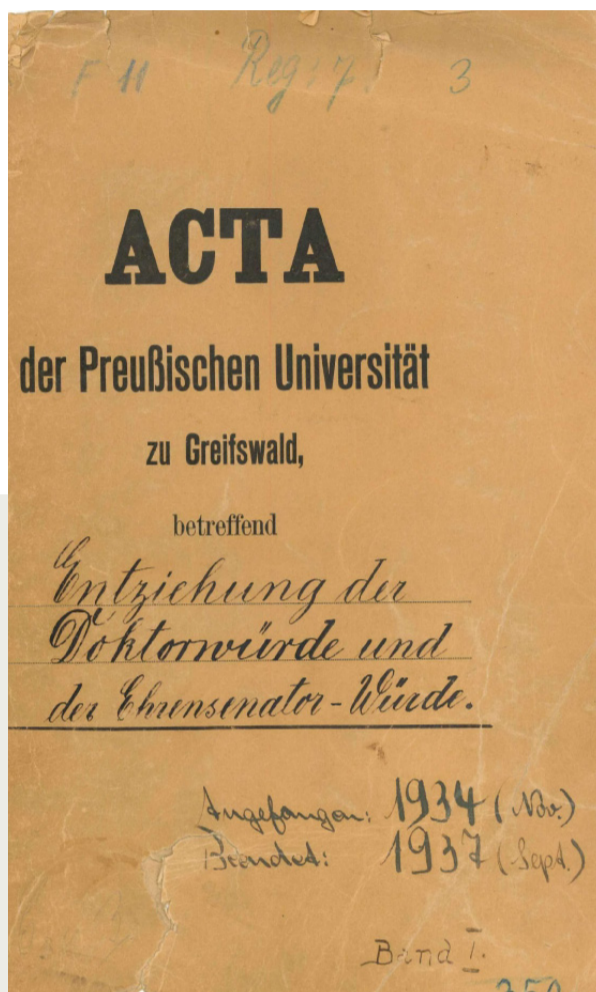 F 11 Reg: 7. 3
ACTA
der Preußischen Universität
zu Greifswald,
betreffend
Entziehung der
Doktorwürde und
der Ehrensenator-Würde.
Angefangen: 1934 (Nov.)
Beendet: 1937 (Sept.)
Band I.